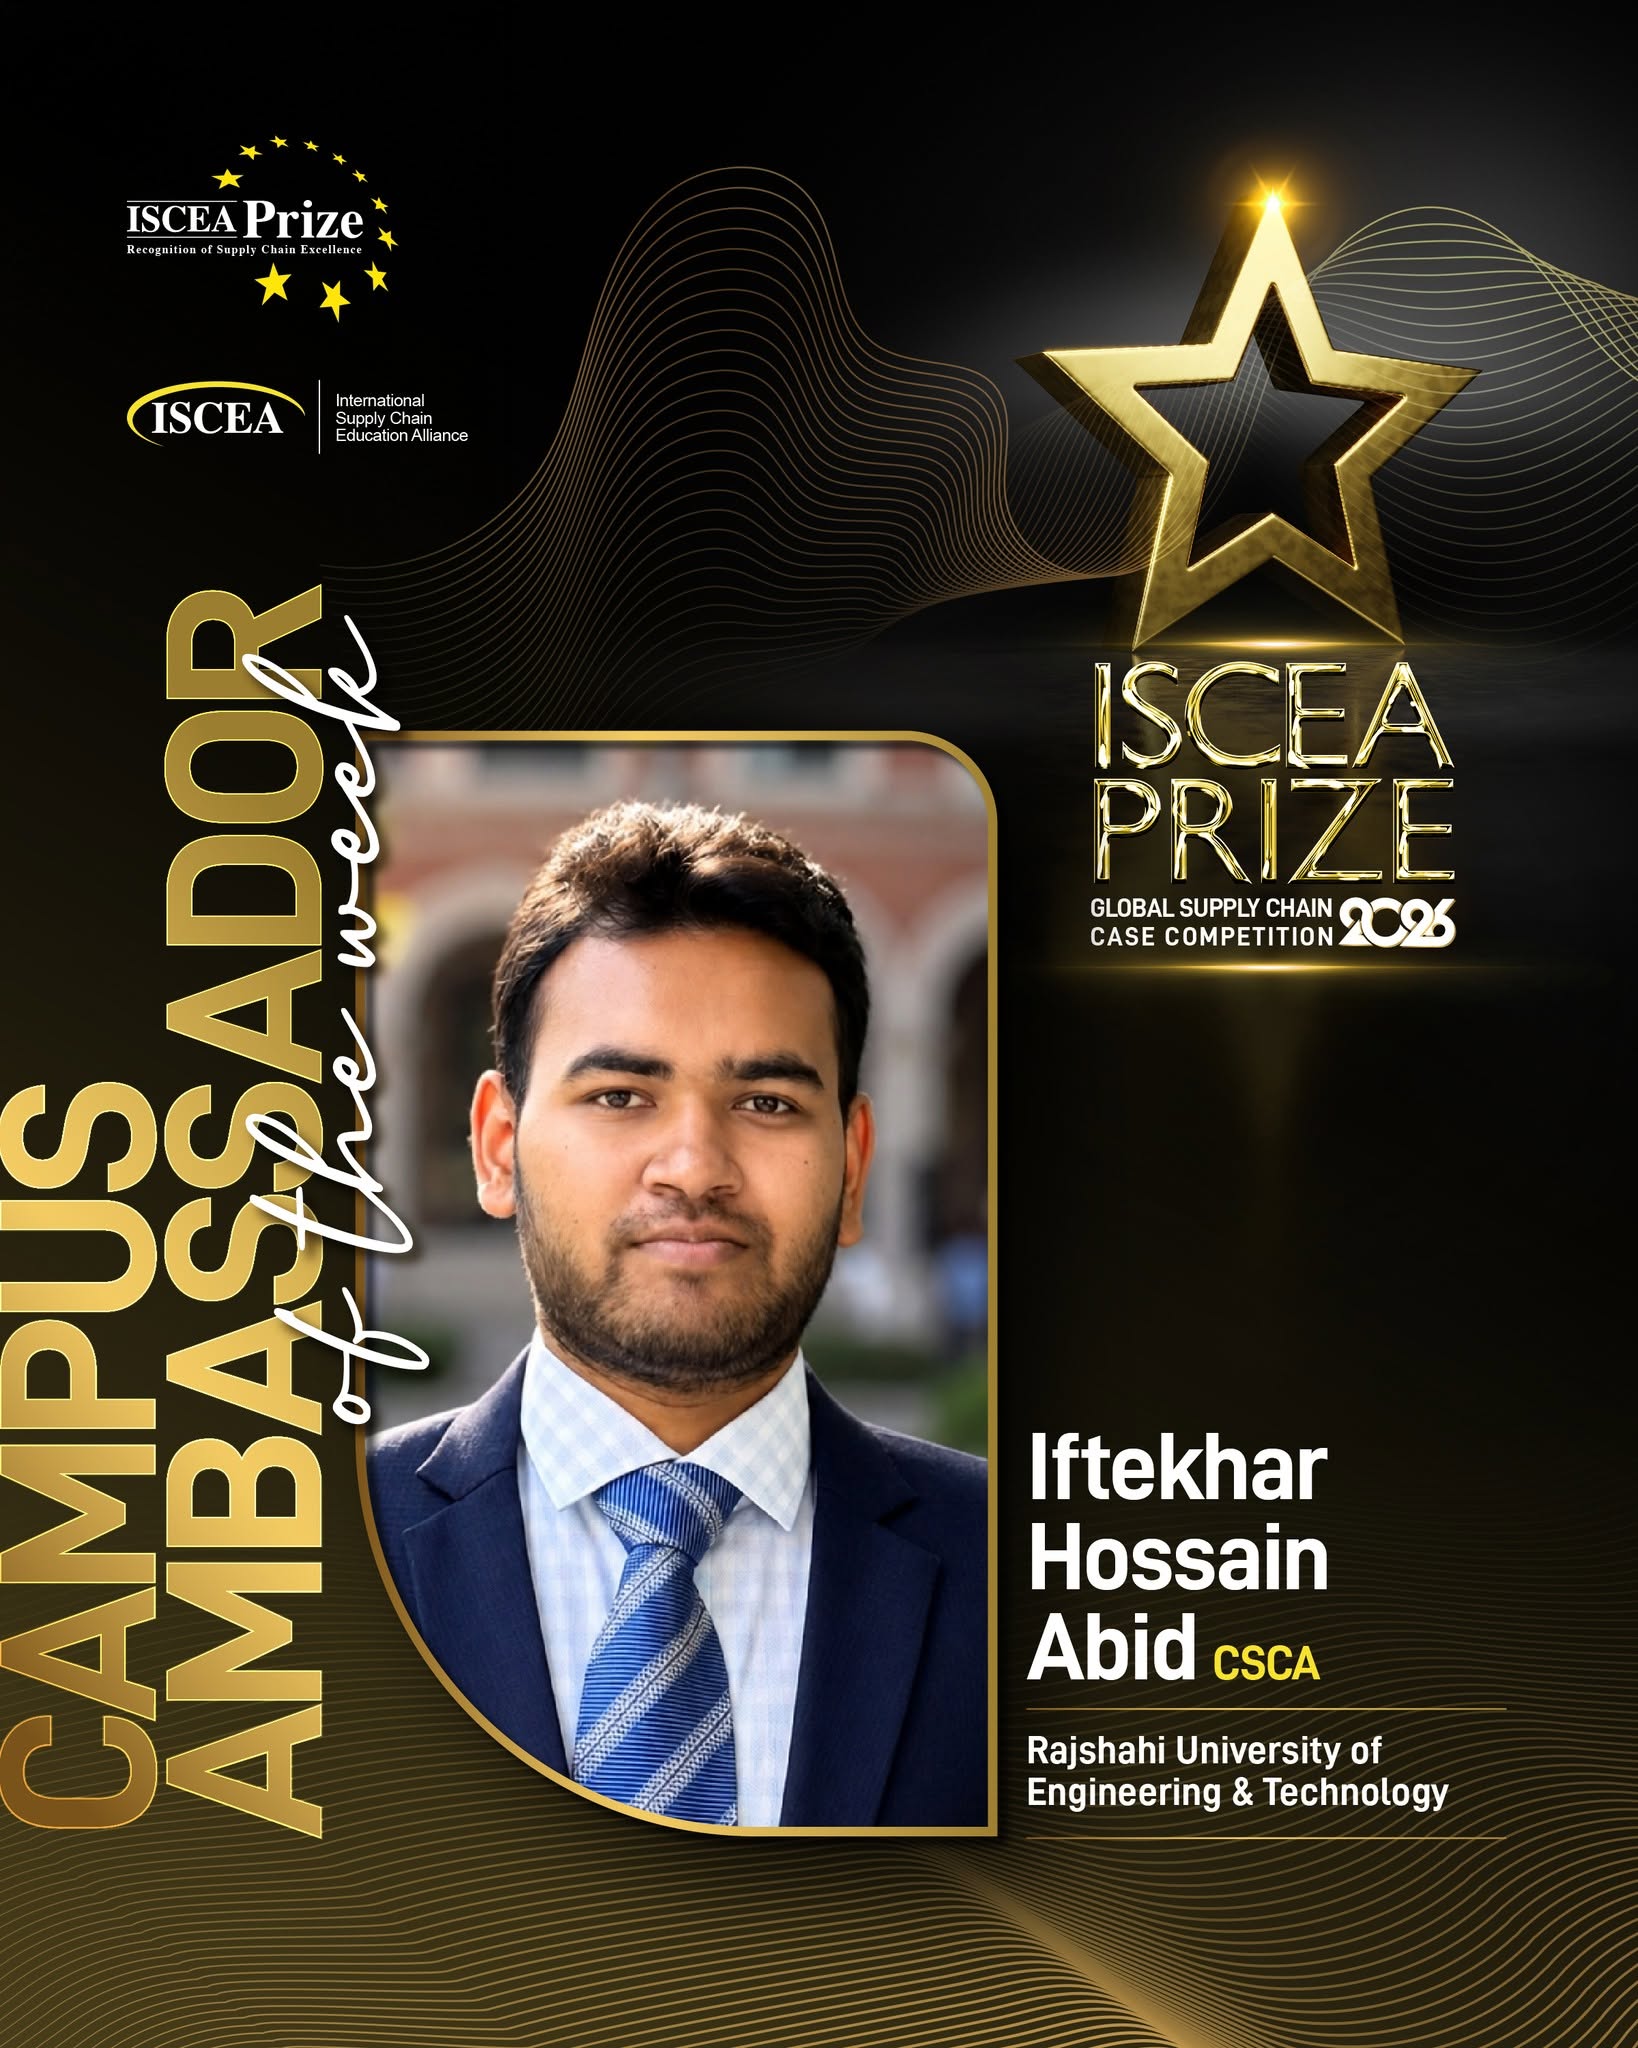 ISCEA Prize
Recognition of Supply Chain Excellence
ISCEA
International
Supply Chain
Education Alliance
ISCEA
PRIZE
GLOBAL SUPPLY CHAIN
CASE COMPETITION 2026
CAMPUS
AMBASSADOR
of the week
Iftekhar
Hossain
Abid CSCA
Rajshahi University of
Engineering & Technology